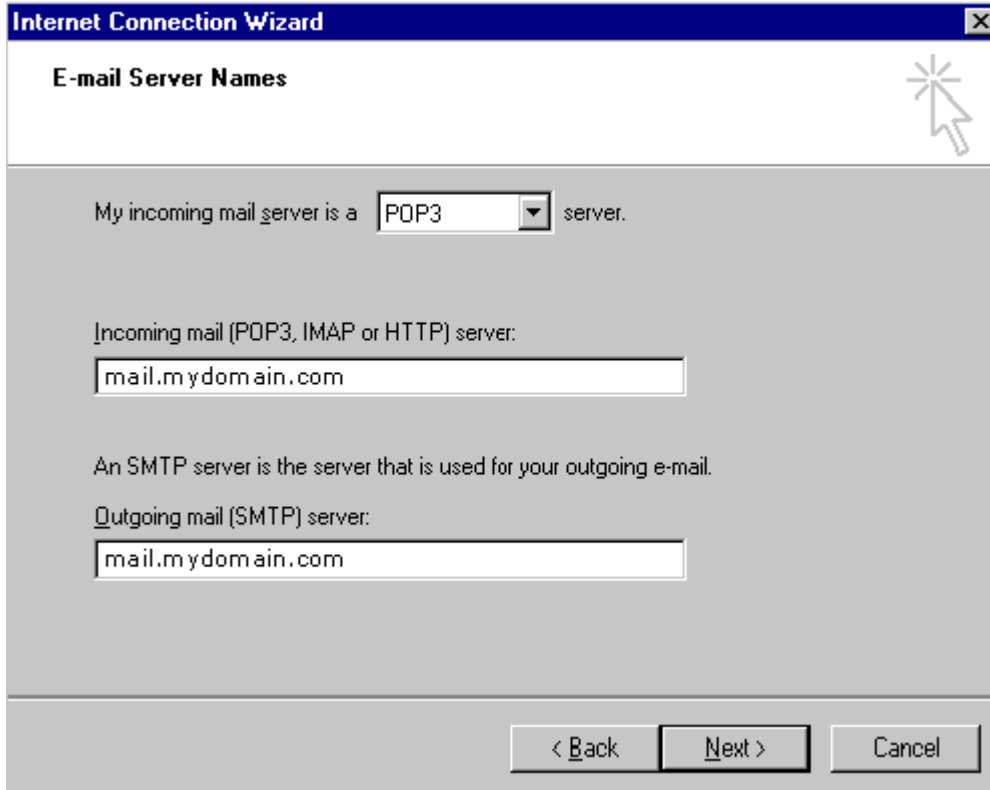 Internet Connection Wizard
E-mail Server Names
My incoming mail server is a POP3 server.
Incoming mail (POP3, IMAP or HTTP) server:
mail.mydomain.com
An SMTP server is the server that is used for your outgoing e-mail.
Outgoing mail (SMTP) server:
mail.mydomain.com
< Back Next > Cancel